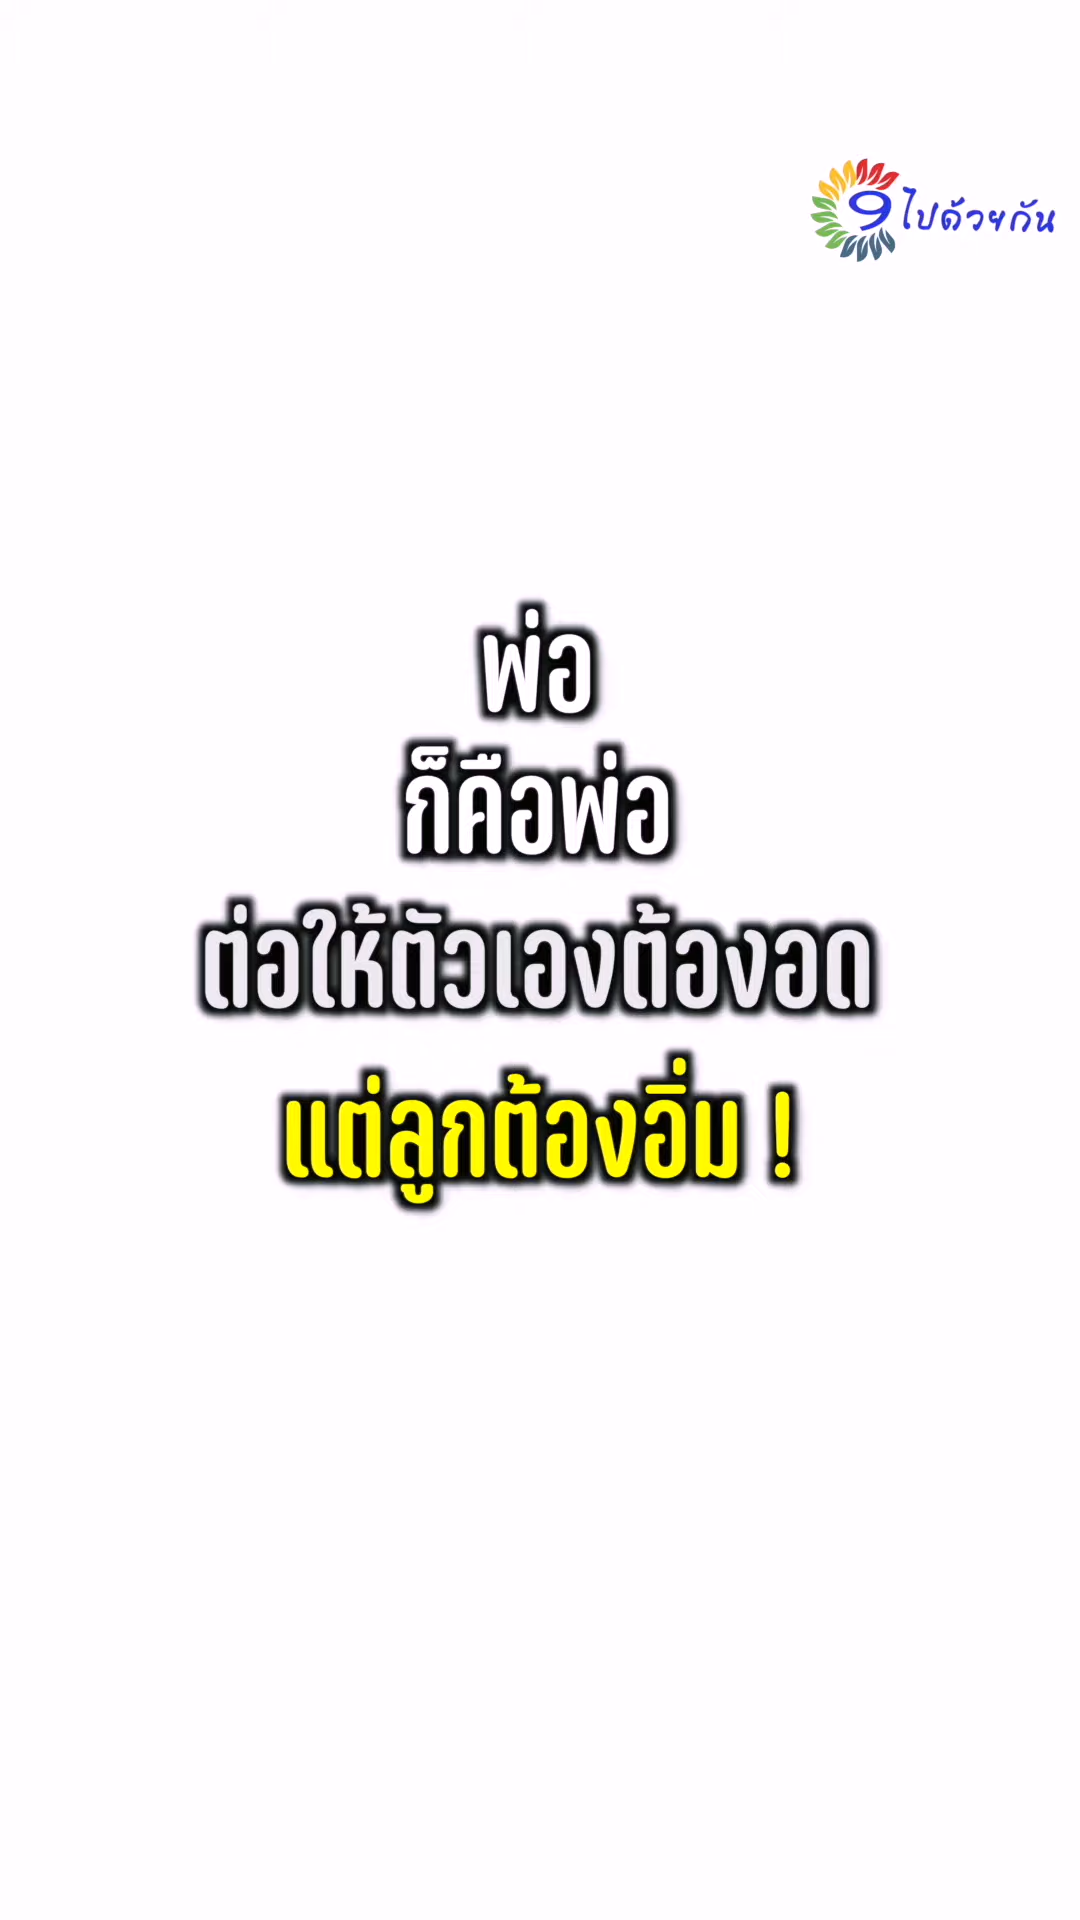 9 ไปด้วยกัน
พ่อ
ก็คือพ่อ
ต่อให้ตัวเองต้องอด
แต่ลูกต้องอิ่ม !